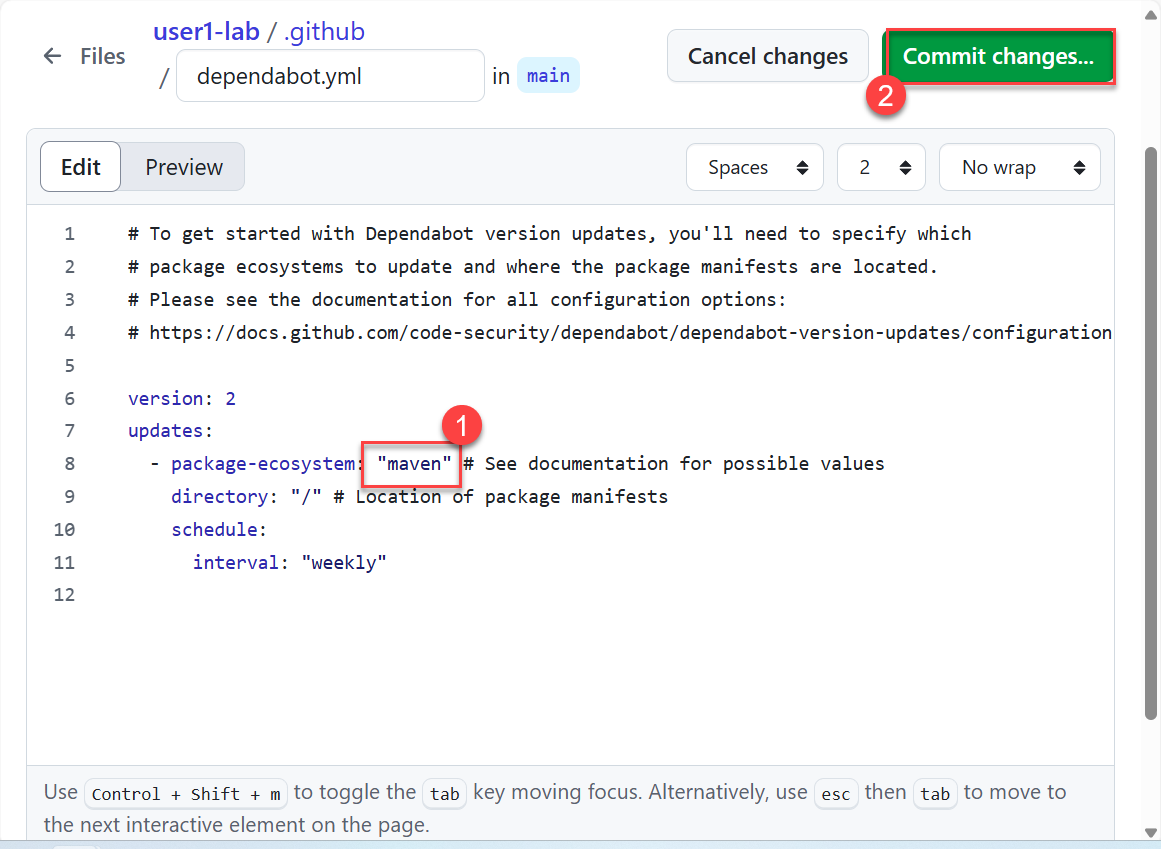 ← Files
user1-lab / .github
/ dependabot.yml in main
Cancel changes
Commit changes...
2
Edit
Preview
Spaces
2
No wrap
1 # To get started with Dependabot version updates, you'll need to specify which
2 # package ecosystems to update and where the package manifests are located.
3 # Please see the documentation for all configuration options:
4 # https://docs.github.com/code-security/dependabot/dependabot-version-updates/configuration
5
6 version: 2
7 updates:
1
8 - package-ecosystem: "maven" # See documentation for possible values
9 directory: "/" # Location of package manifests
10 schedule:
11 interval: "weekly"
12
Use Control + Shift + m to toggle the tab key moving focus. Alternatively, use esc then tab to move to
the next interactive element on the page.